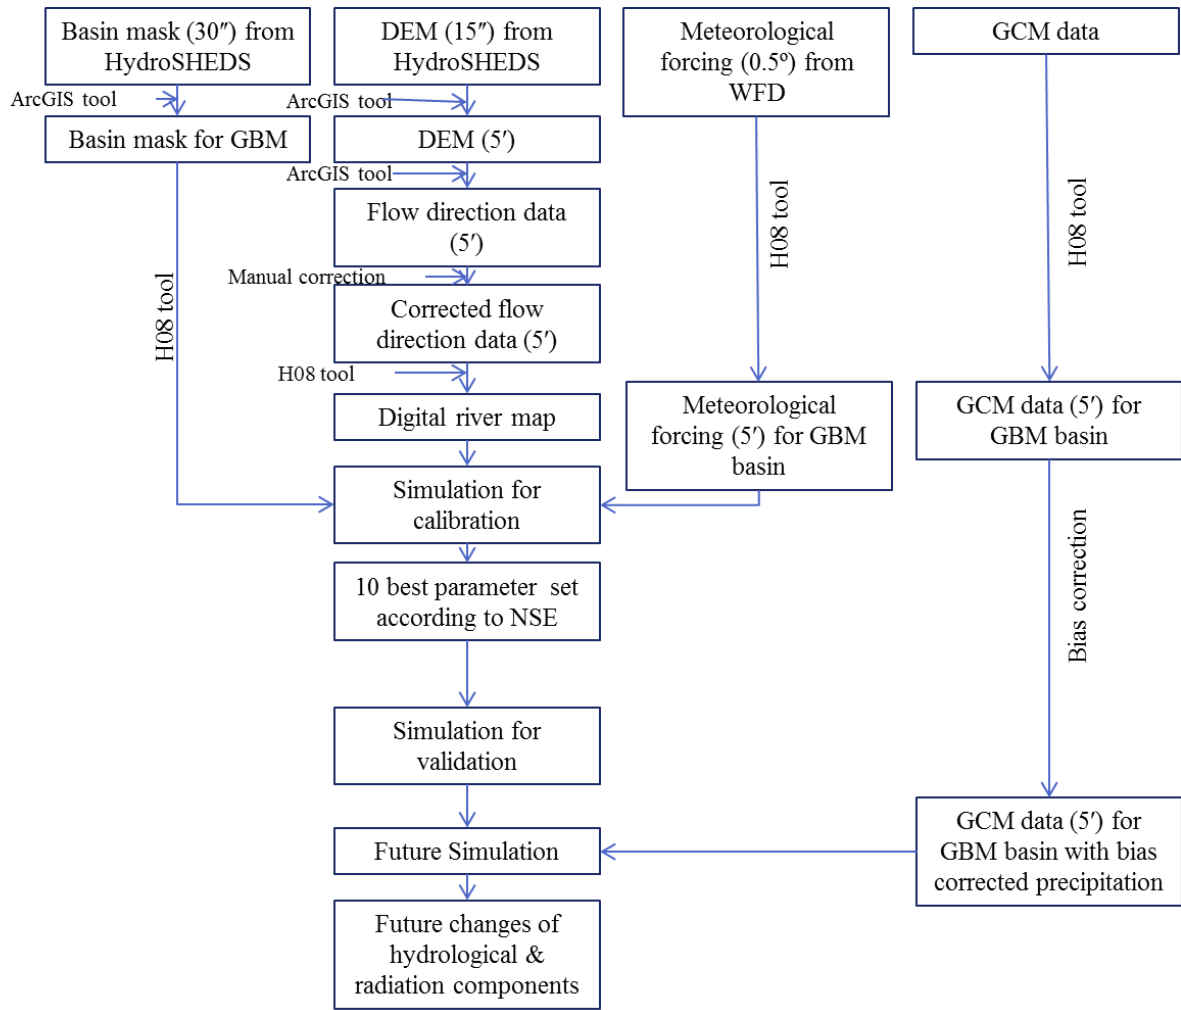 Basin mask (30″) from
HydroSHEDS
DEM (15″) from
HydroSHEDS
Meteorological
forcing (0.5º) from
WFD
GCM data
ArcGIS tool
ArcGIS tool
Basin mask for GBM
DEM (5′)
ArcGIS tool
Flow direction data
(5′)
Manual correction
Corrected flow
direction data (5′)
H08 tool
H08 tool
H08 tool
H08 tool
Digital river map
Meteorological
forcing (5′) for GBM
basin
GCM data (5′) for
GBM basin
Simulation for
calibration
10 best parameter set
according to NSE
Bias correction
Simulation for
validation
Future Simulation
GCM data (5′) for
GBM basin with bias
corrected precipitation
Future changes of
hydrological &
radiation components